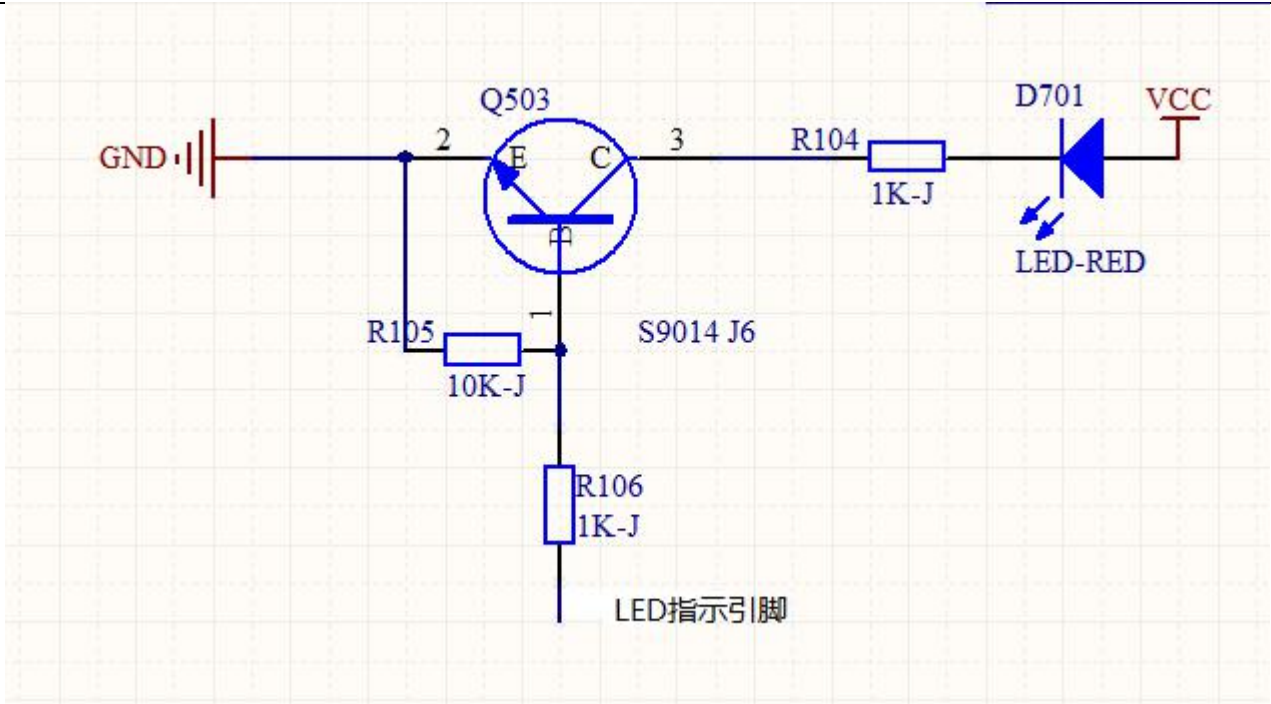 Q503
D701
VCC
GND
2
E
C
3
R104
1K-J
B
LED-RED
1
R105
S9014 J6
10K-J
R106
1K-J
LED指示引脚